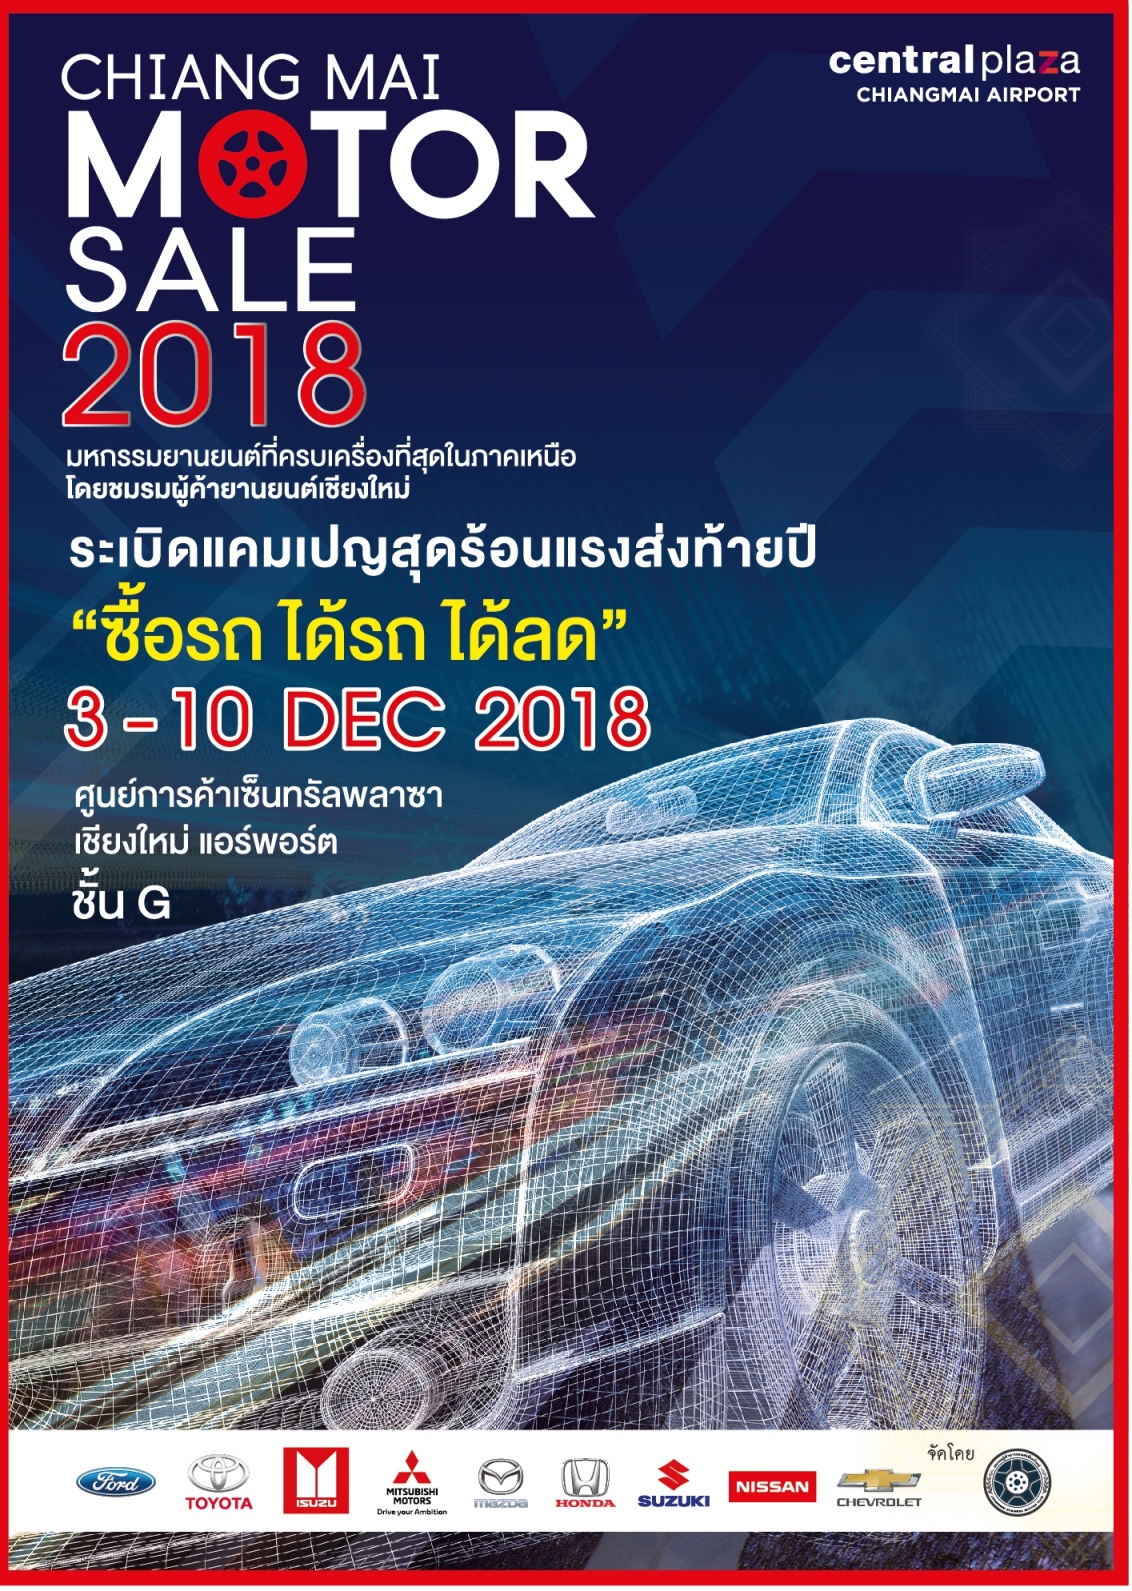 CHIANG MAI
MOTOR
SALE
2018
centralplaza
CHIANGMAI AIRPORT
มหกรรมยานยนต์ที่ครบเครื่องที่สุดในภาคเหนือ
โดยชมรมผู้ค้ายานยนต์เชียงใหม่
ระเบิดแคมเปญสุดร้อนแรงส่งท้ายปี
“ซื้อรถ ได้รถ ได้ลด”
3 – 10 DEC 2018
ศูนย์การค้าเซ็นทรัลพลาซา
เชียงใหม่ แอร์พอร์ต
ชั้น G
Ford
TOYOTA
ISUZU
MITSUBISHI
MOTORS
Drive your Ambition
mazda
HONDA
SUZUKI
NISSAN
CHEVROLET
จัดโดย